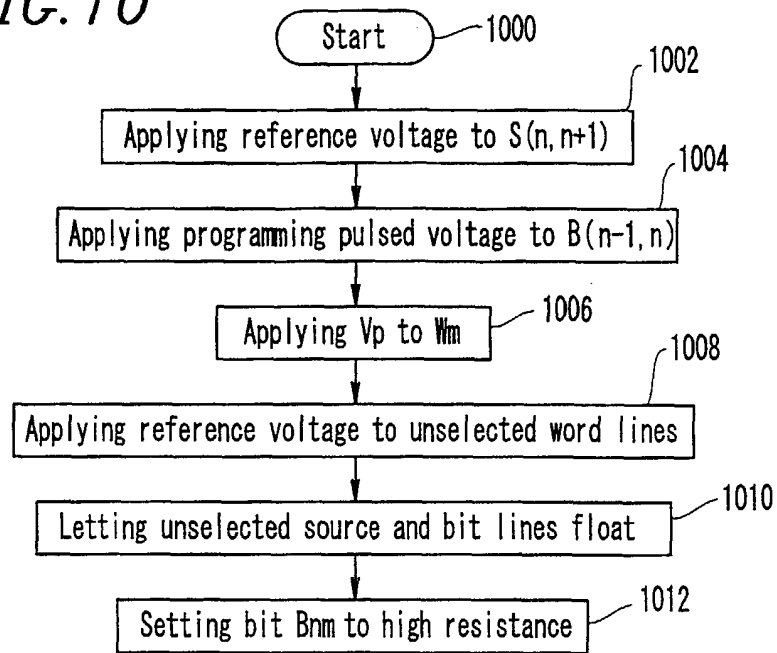 IG. 10
Start
1000
1002
Applying reference voltage to S(n, n+1)
1004
Applying programming pulsed voltage to B(n-1, n)
1006
Applying Vp to Wm
1008
Applying reference voltage to unselected word lines
1010
Letting unselected source and bit lines float
1012
Setting bit Bnm to high resistance